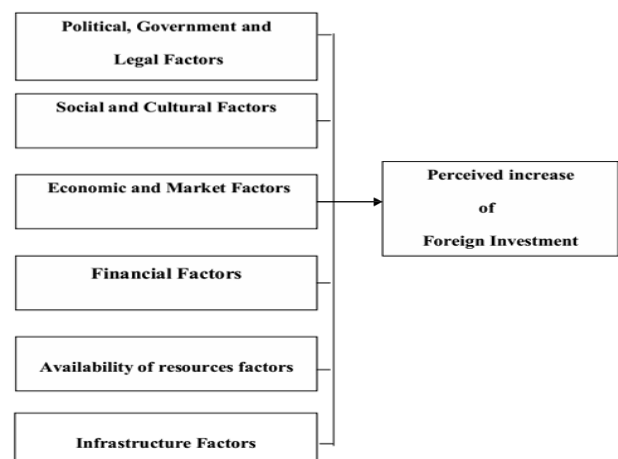 Political, Government and
Legal Factors
Social and Cultural Factors
Economic and Market Factors
Financial Factors
Availability of resources factors
Infrastructure Factors
Perceived increase
of
Foreign Investment